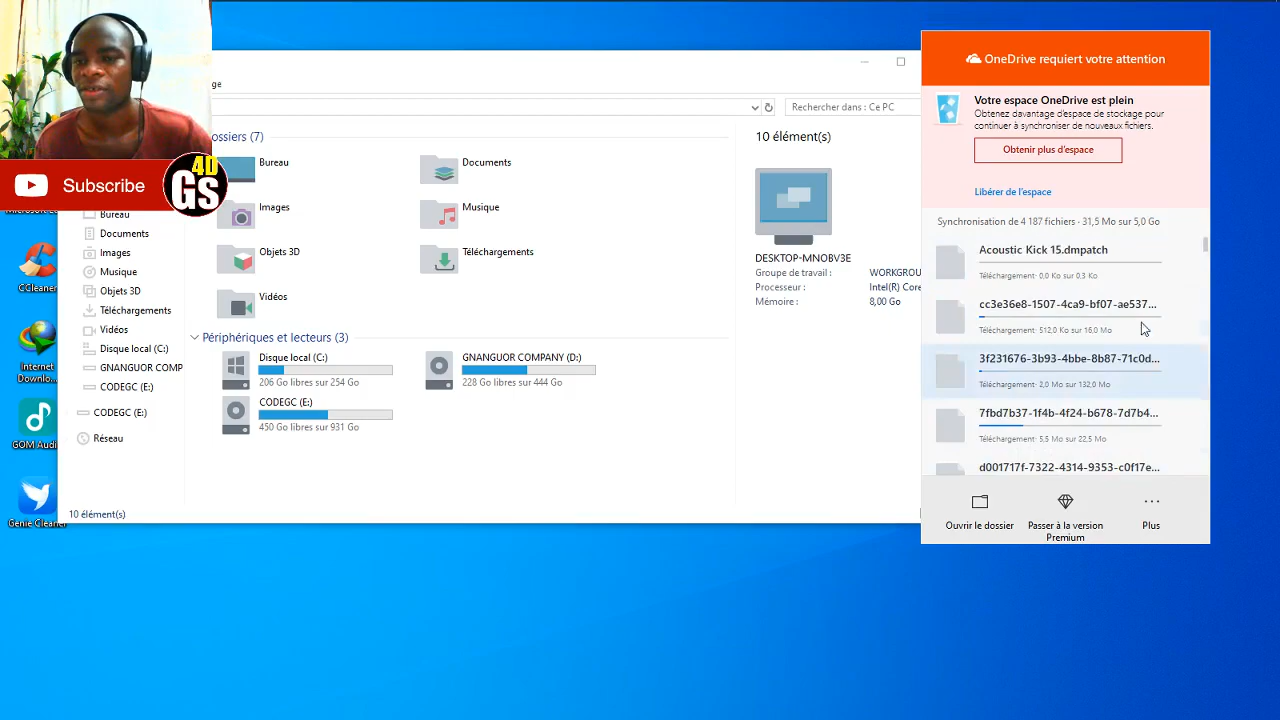 OneDrive requiert votre attention
Votre espace OneDrive est plein
Obtenez davantage d'espace de stockage pour
continuer à synchroniser de nouveaux fichiers.
Obtenir plus d'espace
Libérer de l'espace
Synchronisation de 4 187 fichiers - 31,5 Mo sur 5,0 Go
Acoustic Kick 15.dmpatch
Téléchargement: 0,0 Ko sur 0,3 Ko
cc3e36e8-1507-4ca9-bf07-ae537...
Téléchargement: 512,0 Ko sur 16,0 Mo
3f231676-3b93-4bbe-8b87-71c0d...
Téléchargement: 2,0 Mo sur 132,0 Mo
7fbd7b37-1f4b-4f24-b678-7d7b4...
Téléchargement: 5,5 Mo sur 22,5 Mo
d001717f-7322-4314-9353-c0f17e...
Ouvrir le dossier
Passer à la version
Premium
Plus
ge
Rechercher dans : Ce PC
ossiers (7)
Bureau
Documents
Images
Musique
Objets 3D
Téléchargements
Vidéos
Périphériques et lecteurs (3)
Disque local (C:)
206 Go libres sur 254 Go
GNANGUOR COMPANY (D:)
228 Go libres sur 444 Go
CODEGC (E:)
450 Go libres sur 931 Go
10 élément(s)
DESKTOP-MNOBV3E
Groupe de travail : WORKGROU
Processeur : Intel(R) Core
Mémoire : 8,00 Go
Subscribe
4D
GS
Bureau
Documents
Images
Musique
Objets 3D
Téléchargements
Vidéos
Disque local (C:)
GNANGUOR COMP
CODEGC (E:)
CODEGC (E:)
Réseau
10 élément(s)
CCleaner
Internet
Downlo...
GOM Audi
Genie Cleaner